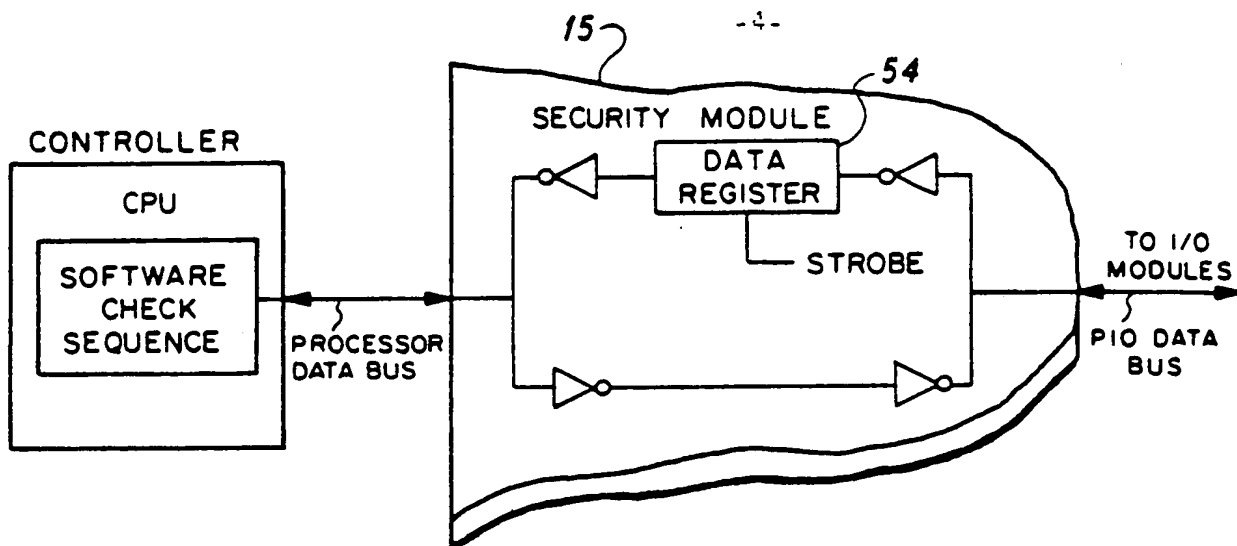 -4-
15
54
SECURITY MODULE
CONTROLLER
CPU
DATA
REGISTER
SOFTWARE
CHECK
SEQUENCE
STROBE
TO I/O
MODULES
PROCESSOR
DATA BUS
PIO DATA
BUS